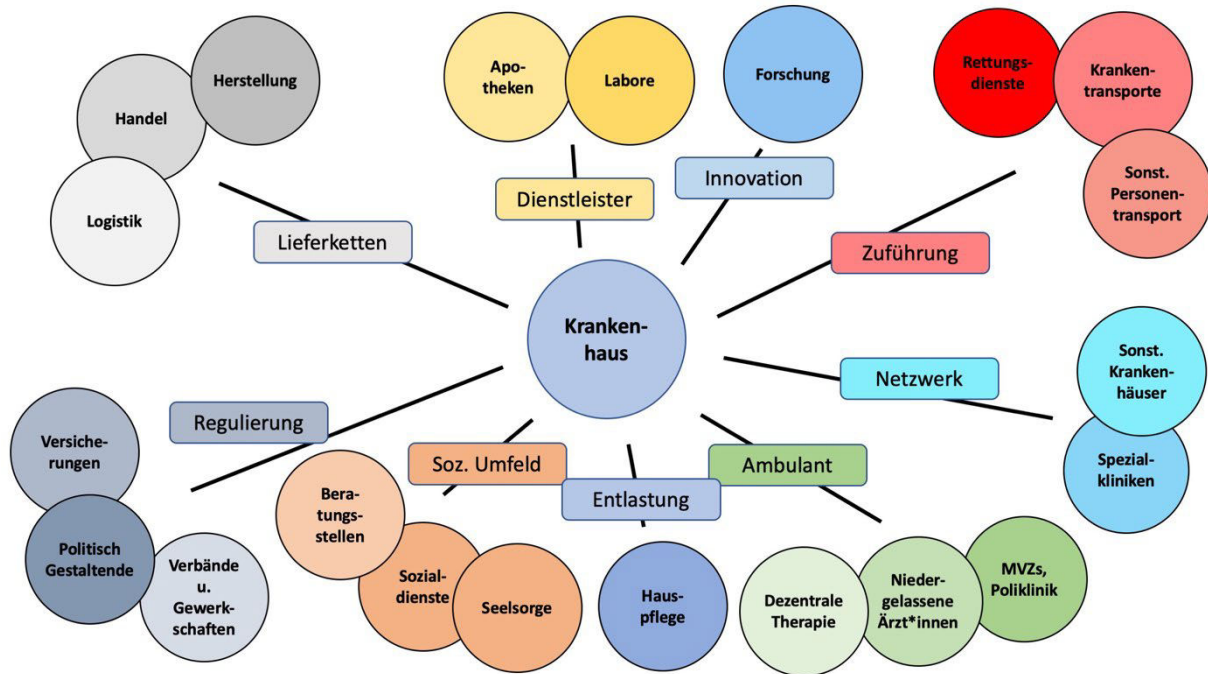 Herstellung
Handel
Logistik
Lieferketten
Apo-
theken
Labore
Dienstleister
Forschung
Innovation
Rettungs-
dienste
Kranken-
transporte
Sonst.
Personen-
transport
Zuführung
Kranken-
haus
Netzwerk
Sonst.
Kranken-
häuser
Spezial-
kliniken
Regulierung
Versiche-
rungen
Politisch
Gestaltende
Verbände
u.
Gewerk-
schaften
Soz. Umfeld
Bera-
tungs-
stellen
Sozial-
dienste
Seelsorge
Entlastung
Haus-
pflege
Ambulant
Dezentrale
Therapie
Nieder-
gelassene
Ärzt*innen
MVZs,
Poliklinik